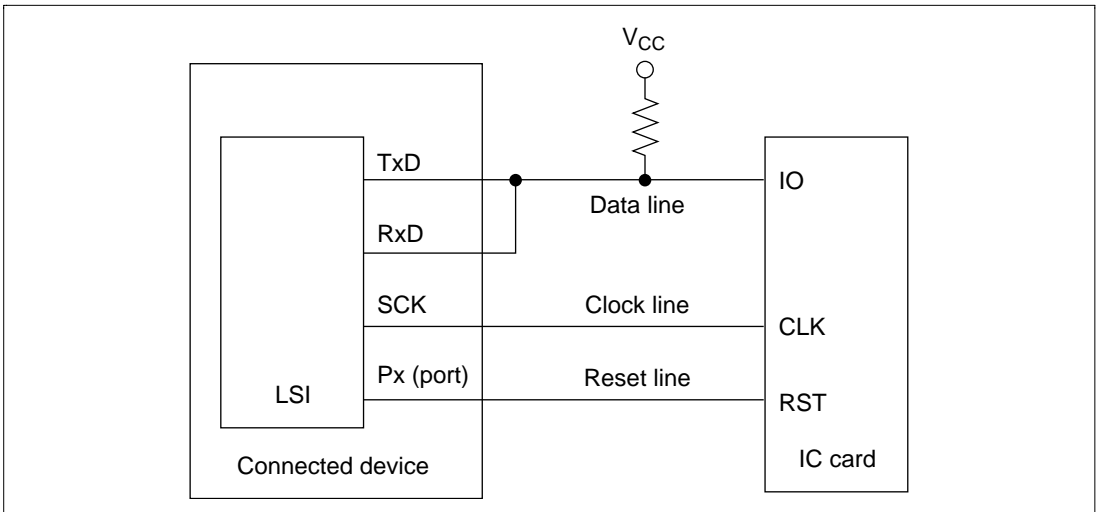 VCC
TxD
IO
Data line
RxD
SCK
Clock line
CLK
Px (port)
Reset line
LSI
RST
Connected device
IC card